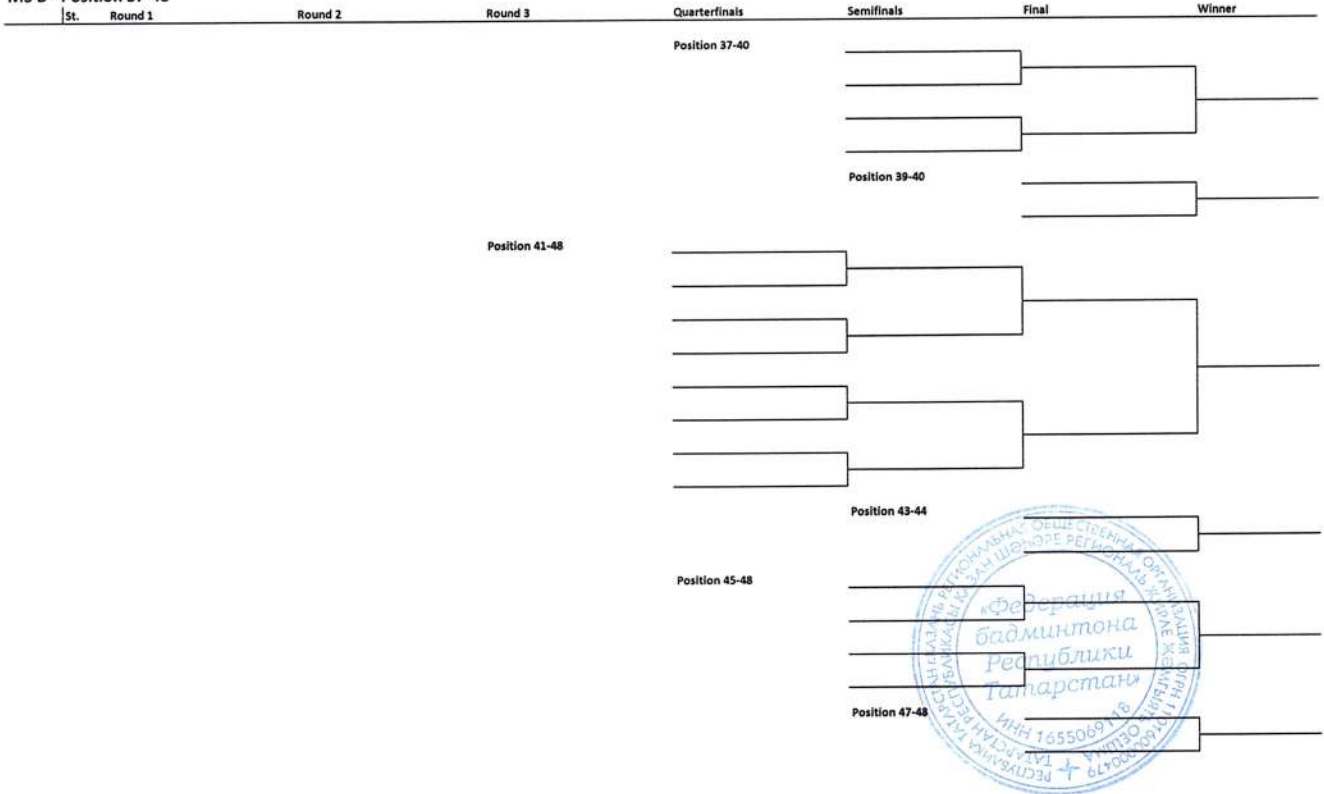 St. Round 1 Round 2 Round 3 Quarterfinals Semifinals Final Winner
Position 37-40
Position 39-40
Position 41-48
Position 43-44
Position 45-48
Position 47-48
«Федерация
бадминтона
Республики
Татарстан»
ИНН 1655069118